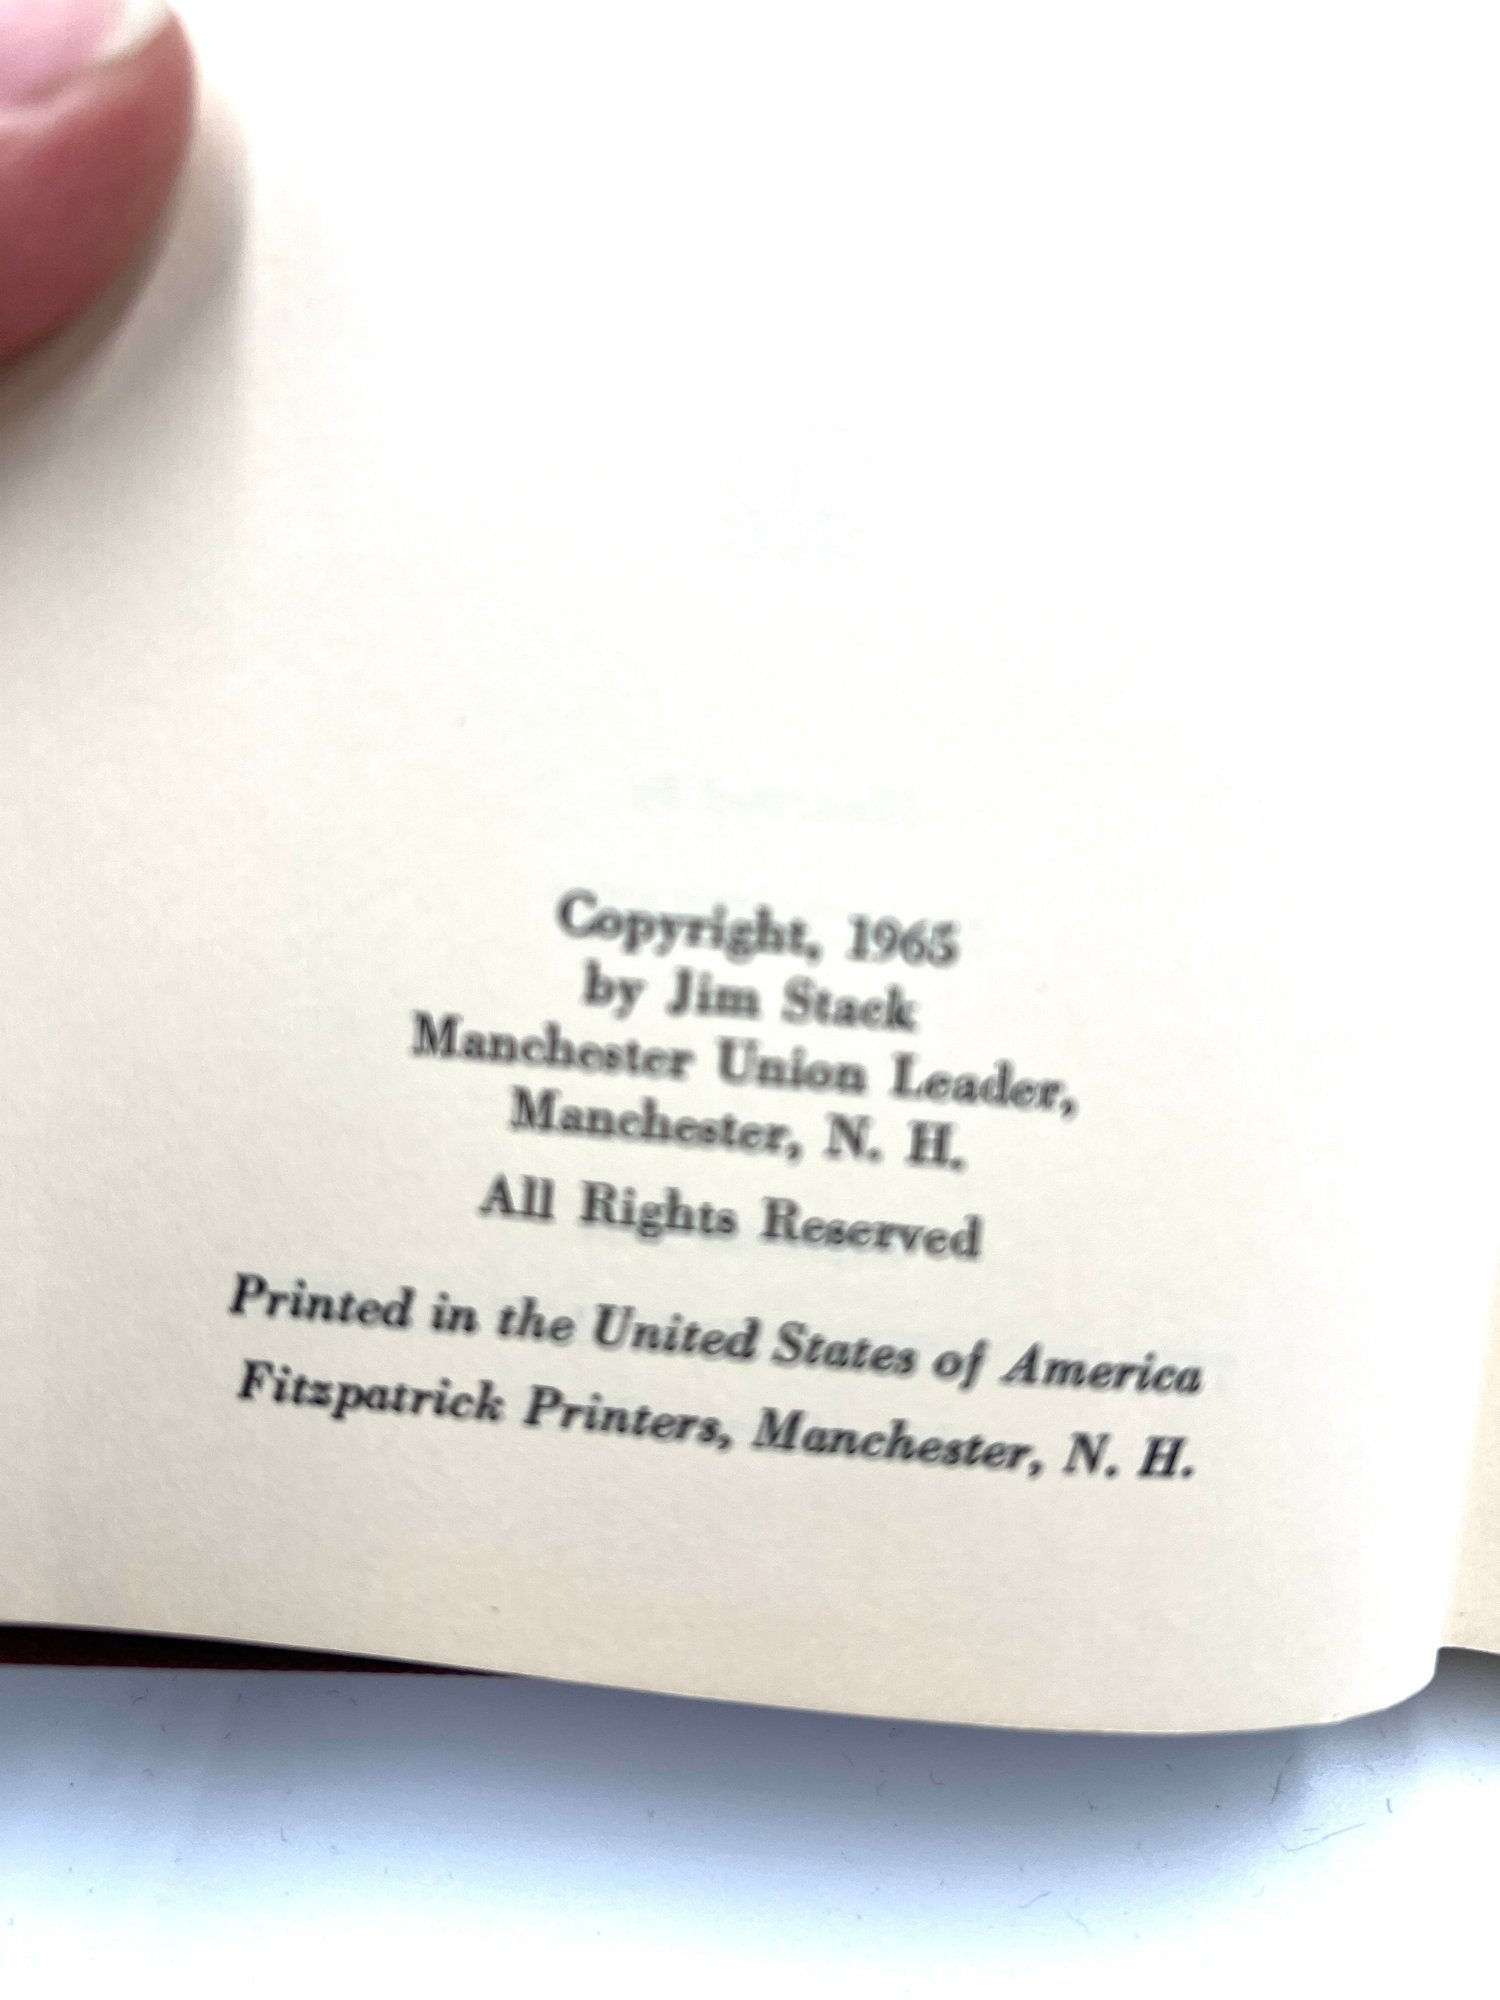 Copyright, 1965
by Jim Stack
Manchester Union Leader,
Manchester, N. H.
All Rights Reserved
Printed in the United States of America
Fitzpatrick Printers, Manchester, N. H.